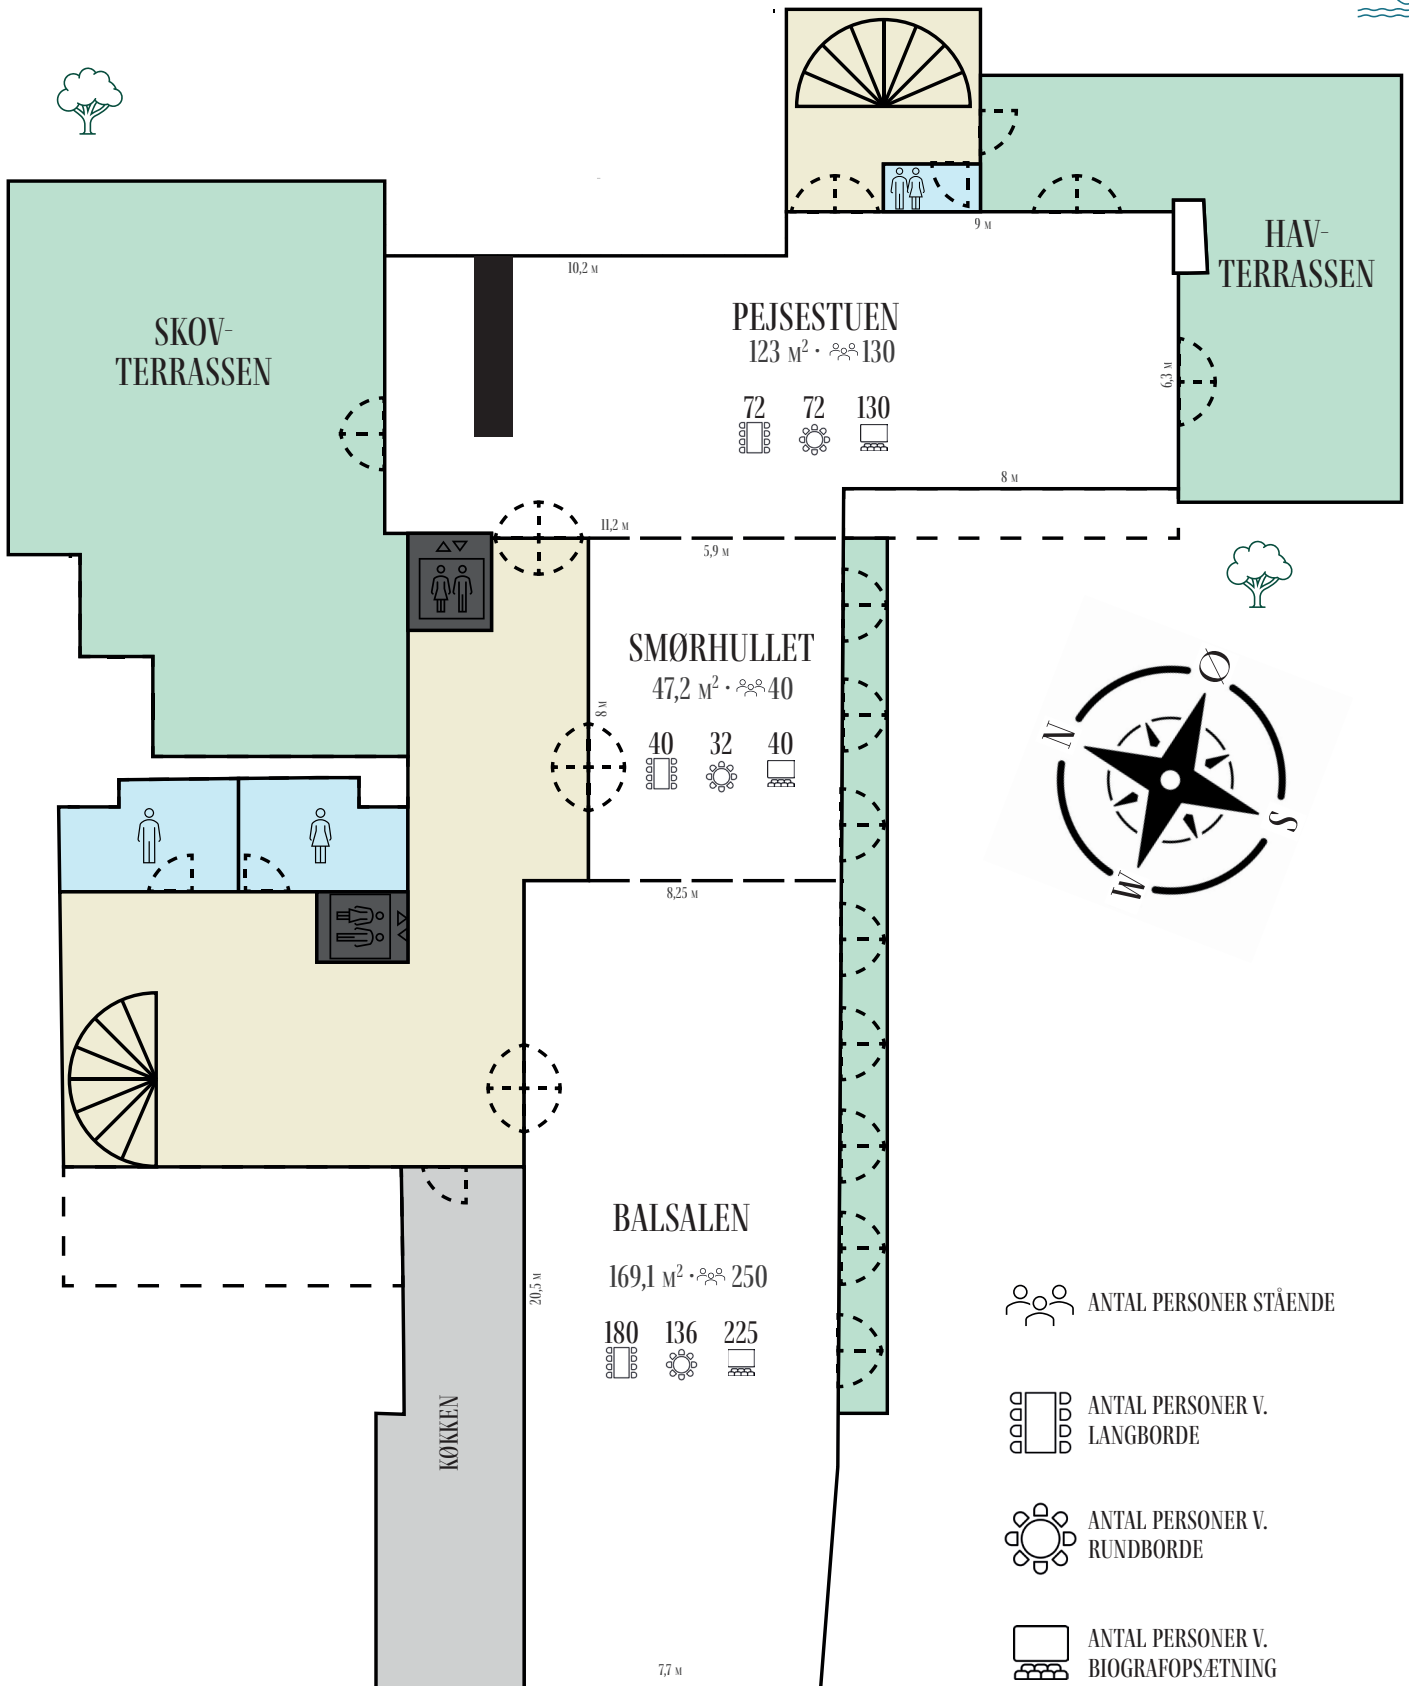 9 M
HAV-
TERRASSEN
10,2 M
PEJSESTUEN
123 M² · 130
72 72 130
6,3 M
SKOV-
TERRASSEN
8 M
11,2 M
5,9 M
SMØRHULLET
47,2 M² · 40
8 M
40 32 40
Ø
N
S
W
8,25 M
BALSALEN
169,1 M² · 250
20,5 M
180 136 225
KØKKEN
7,7 M
ANTAL PERSONER STÅENDE
ANTAL PERSONER V.
LANGBORDE
ANTAL PERSONER V.
RUNDBORDE
ANTAL PERSONER V.
BIOGRAFOPSÆTNING